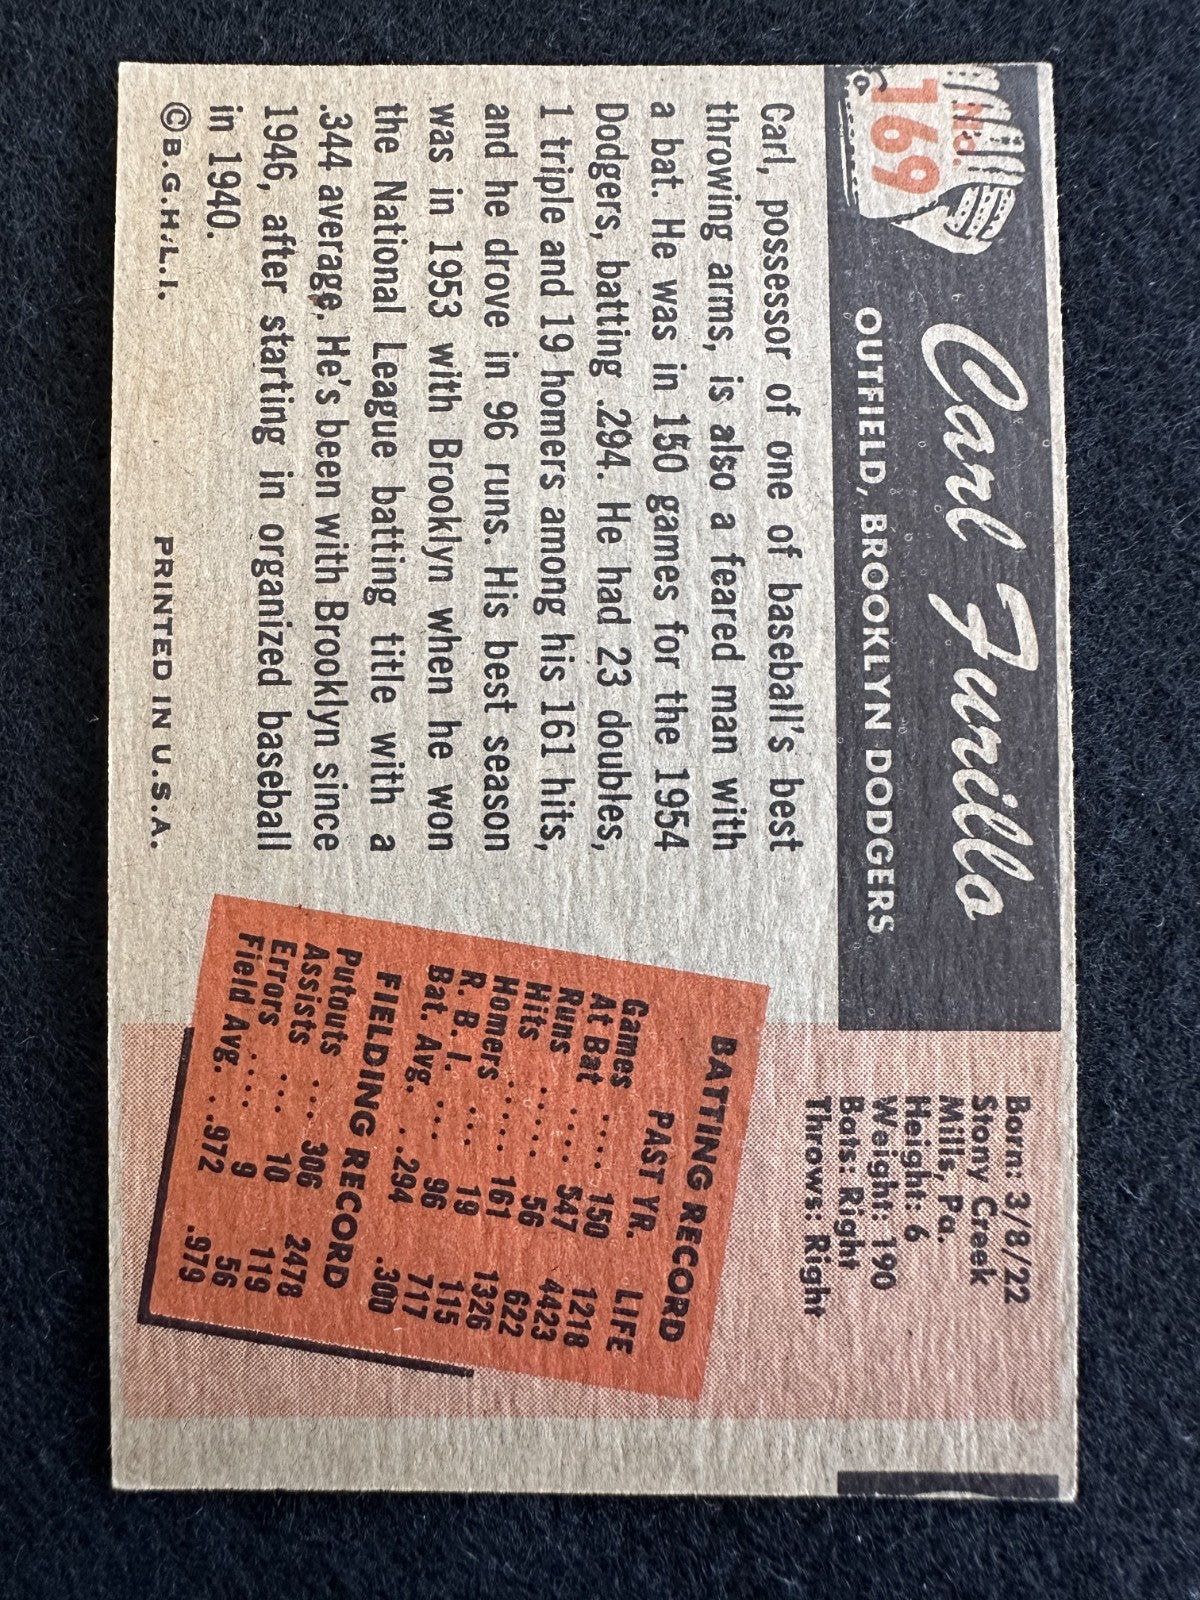 No.
169
Carl Furillo
OUTFIELD, BROOKLYN DODGERS
Carl, possessor of one of baseball's best
throwing arms, is also a feared man with
a bat. He was in 150 games for the 1954
Dodgers, batting .294. He had 23 doubles,
1 triple and 19 homers among his 161 hits,
and he drove in 96 runs. His best season
was in 1953 with Brooklyn when he won
the National League batting title with a
.344 average. He's been with Brooklyn since
1946, after starting in organized baseball
in 1940.
©B.G.H.L.I.
PRINTED IN U.S.A.
Born: 3/8/22
Stony Creek
Mills, Pa.
Height: 6
Weight: 190
Bats: Right
Throws: Right
BATTING RECORD
PAST YR. LIFE
Games .... 150 1218
At Bat .... 547 4423
Runs ..... 56 622
Hits ..... 161 1326
Homers ... 19 115
R. B. I. ... 96 717
Bat. Avg. . .294 .300
FIELDING RECORD
Putouts ... 306 2478
Assists ... 10 119
Errors .... 9 56
Field Avg. . .972 .979